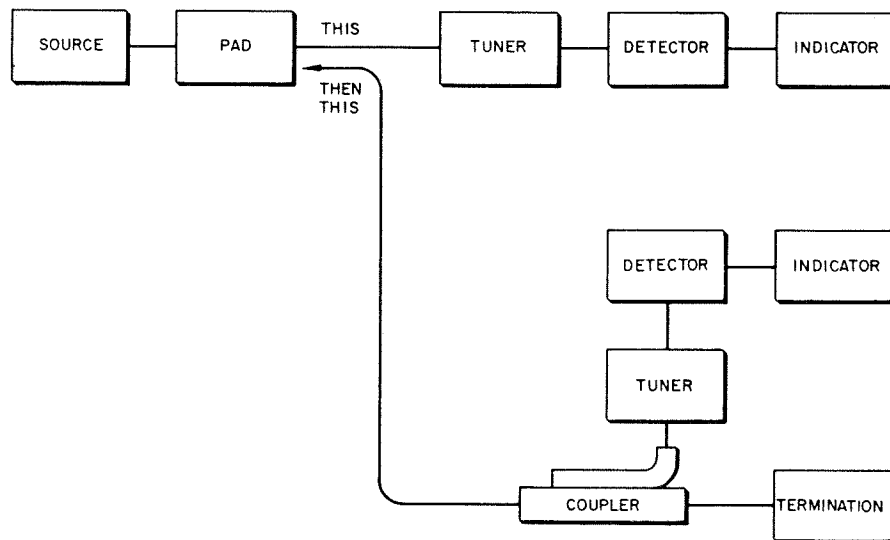 SOURCE
PAD
THIS
TUNER
DETECTOR
INDICATOR
THEN
THIS
DETECTOR
INDICATOR
TUNER
COUPLER
TERMINATION